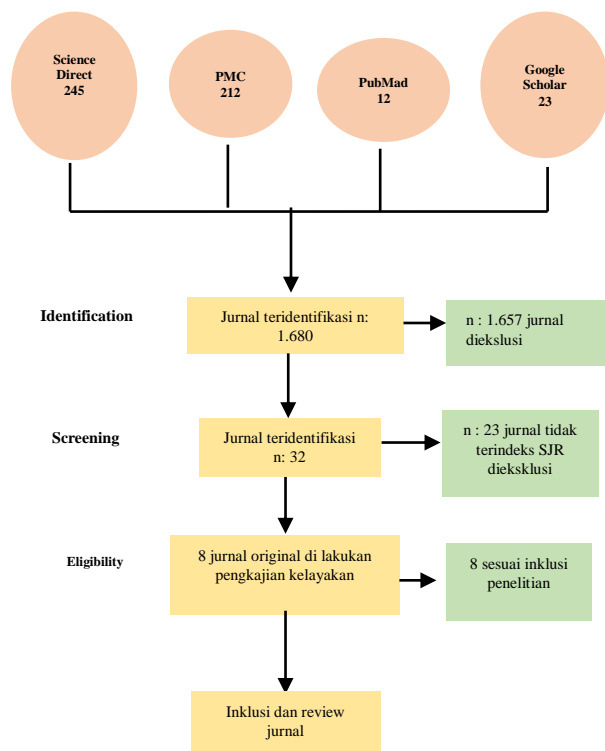 Science
Direct
245
PMC
212
PubMad
12
Google
Scholar
23
Identification
Jurnal teridentifikasi n:
1.680
n : 1.657 jurnal
diekslusi
Screening
Jurnal teridentifikasi
n: 32
n : 23 jurnal tidak
terindeks SJR
dieksklusi
Eligibility
8 jurnal original di lakukan
pengkajian kelayakan
8 sesuai inklusi
penelitian
Inklusi dan review
jurnal